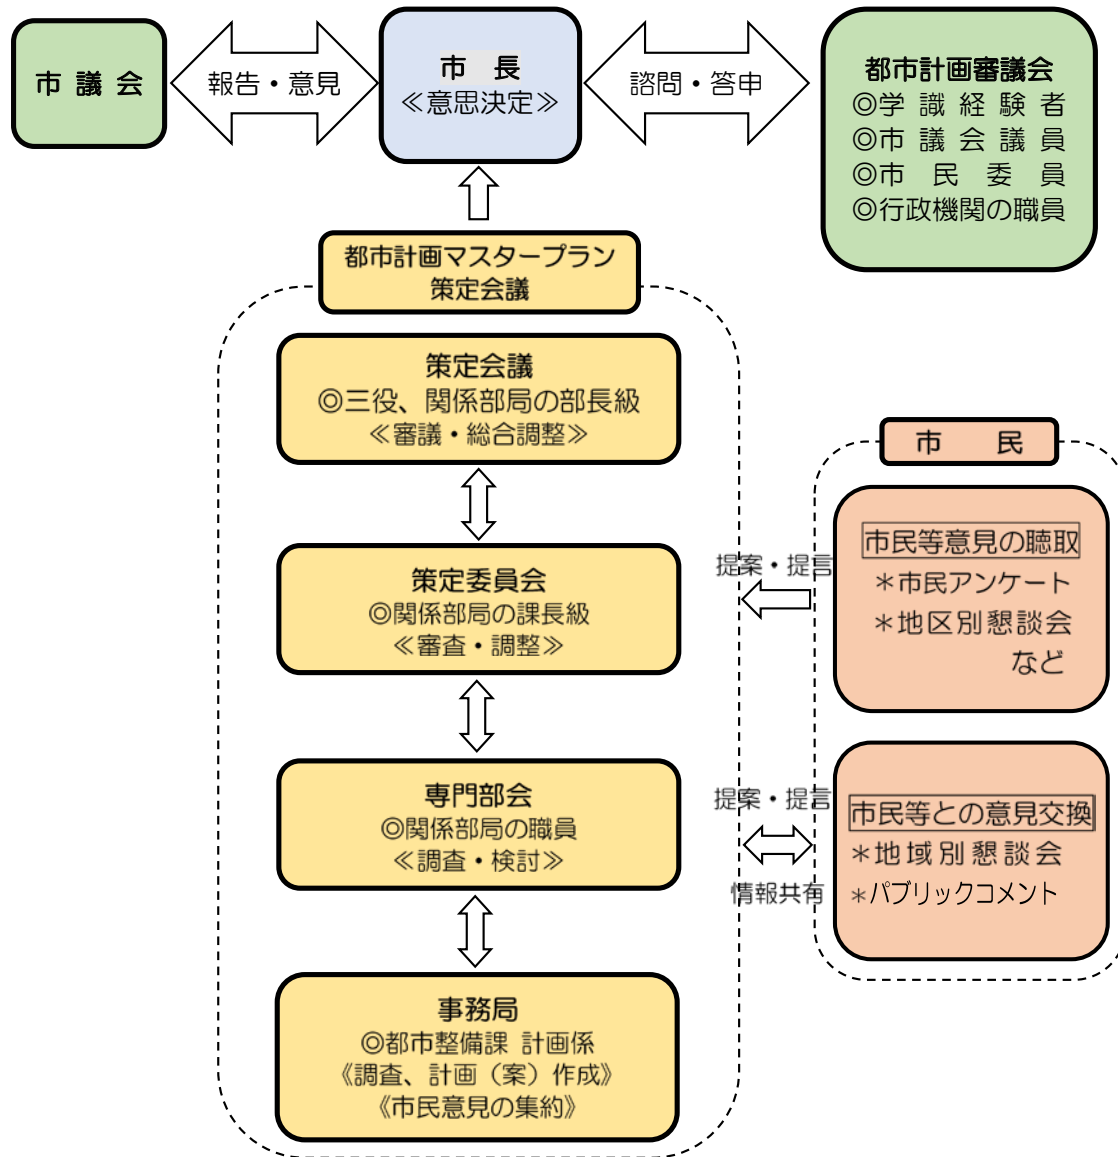 市 議 会
報告・意見
市 長
≪意思決定≫
諮問・答申
都市計画審議会
◎学 識 経 験 者
◎市 議 会 議 員
◎市 民 委 員
◎行政機関の職員
都市計画マスタープラン
策定会議
策定会議
◎三役、関係部局の部長級
≪審議・総合調整≫
策定委員会
◎関係部局の課長級
≪審査・調整≫
専門部会
◎関係部局の職員
≪調査・検討≫
事務局
◎都市整備課 計画係
《調査、計画（案）作成》
《市民意見の集約》
市 民
提案・提言
市民等意見の聴取
＊市民アンケート
＊地区別懇談会
など
提案・提言
情報共有
市民等との意見交換
＊地域別懇談会
＊パブリックコメント